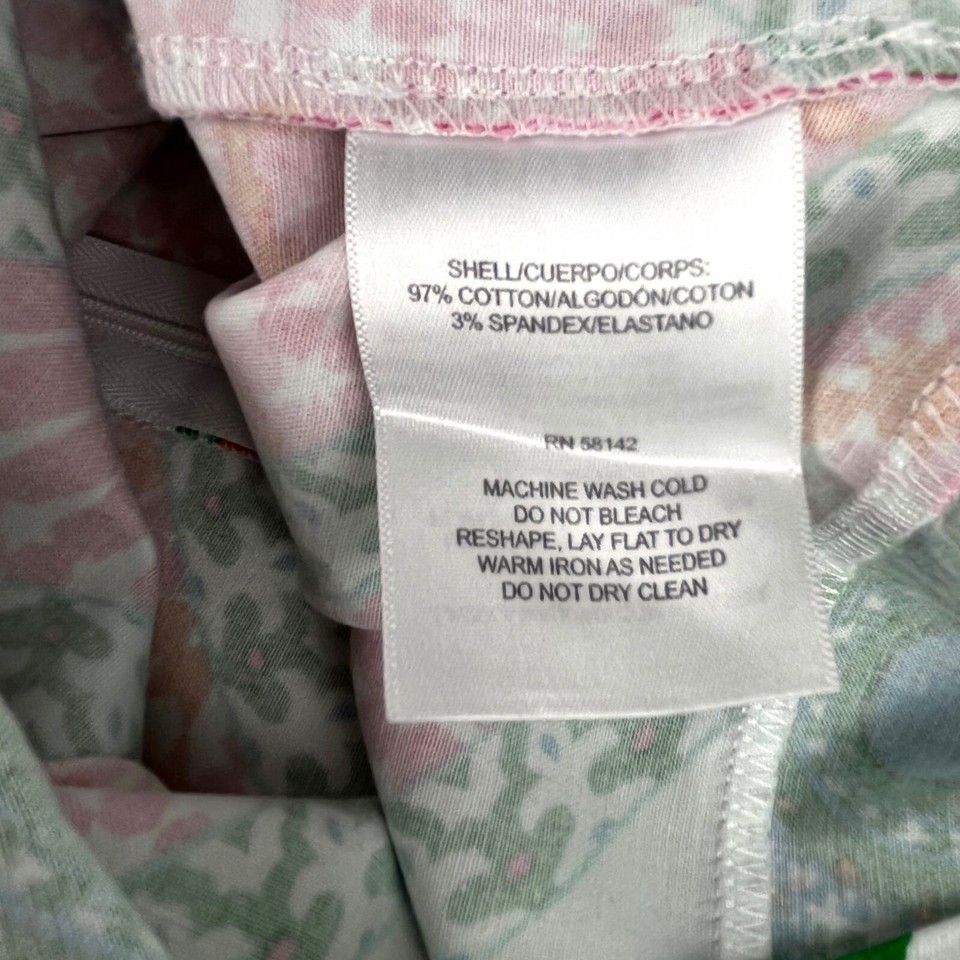 SHELL/CUERPO/CORPS:
97% COTTON/ALGODÓN/COTON
3% SPANDEX/ELASTANO
RN 58142
MACHINE WASH COLD
DO NOT BLEACH
RESHAPE, LAY FLAT TO DRY
WARM IRON AS NEEDED
DO NOT DRY CLEAN